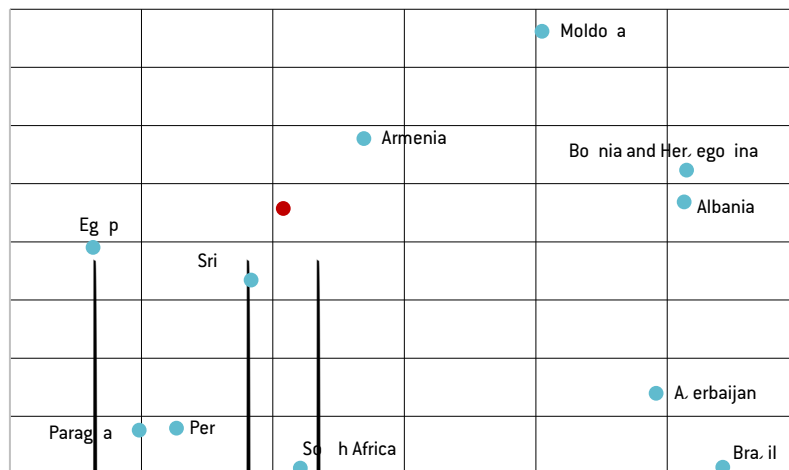 Moldo a
Armenia
Bo nia and Her, ego ina
Albania
Eg p
Sri
A, erbaijan
Parag a
Per
So h Africa
Bra, il